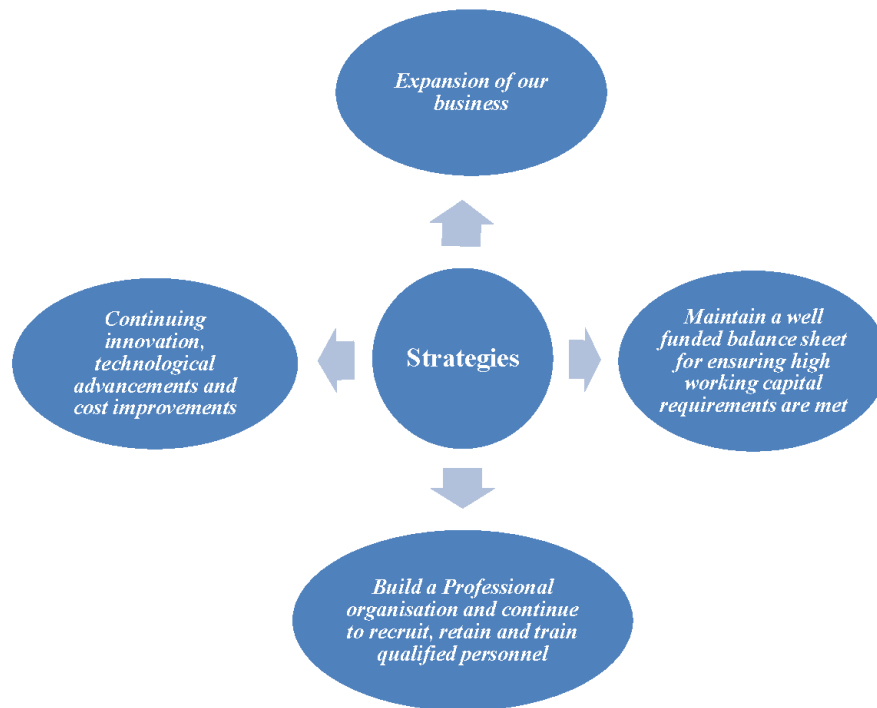 Expansion of our
business
Continuing
innovation,
technological
advancements and
cost improvements
Strategies
Maintain a well
funded balance sheet
for ensuring high
working capital
requirements are met
Build a Professional
organisation and continue
to recruit, retain and train
qualified personnel